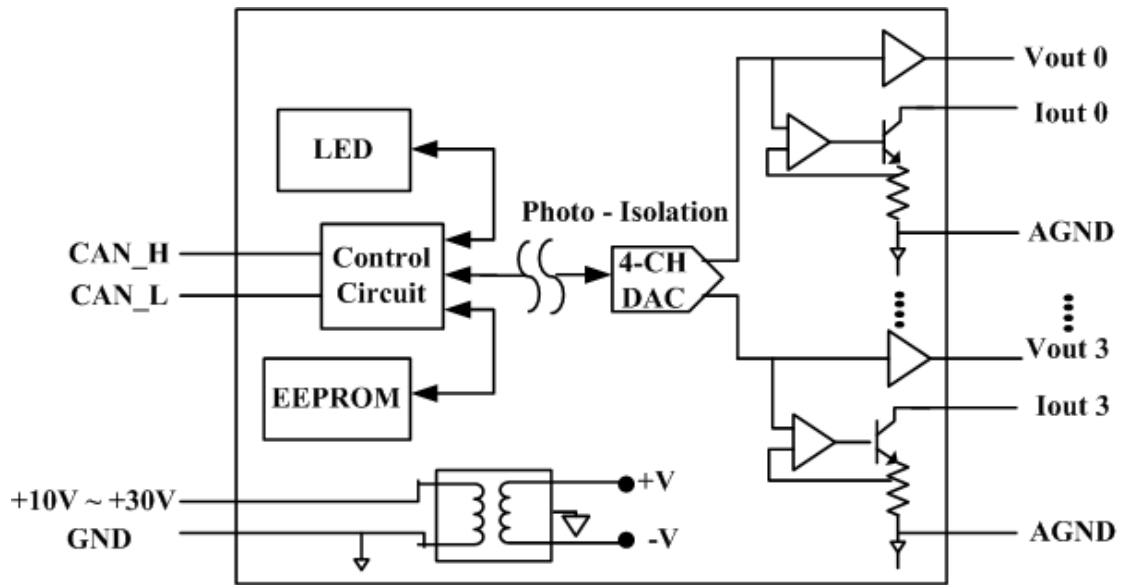 Vout 0
Iout 0
LED
Photo - Isolation
AGND
CAN_H
Control
Circuit
4-CH
DAC
CAN_L
Vout 3
EEPROM
Iout 3
+10V ~ +30V
+V
GND
-V
AGND